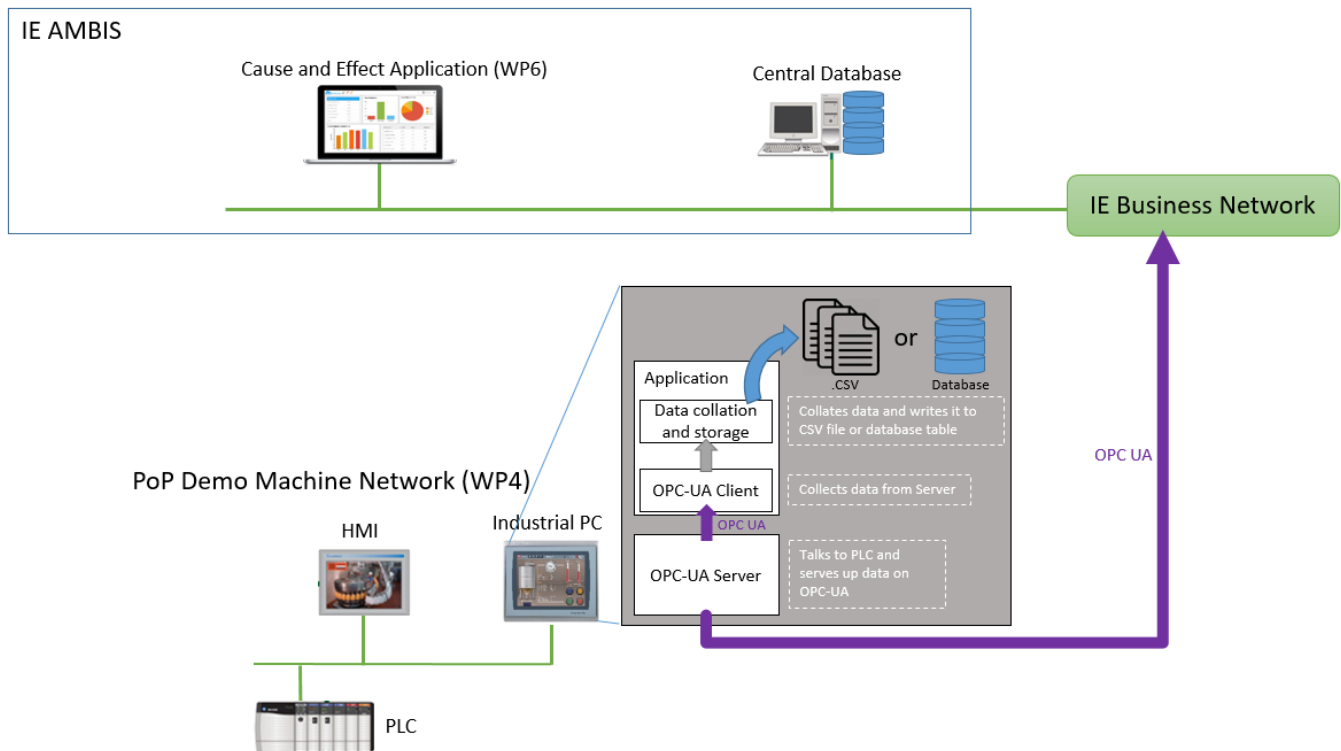 IE AMBIS
Cause and Effect Application (WP6)
Central Database
IE Business Network
or
.CSV
Database
Application
Data collation
and storage
Collates data and writes it to
CSV file or database table
OPC UA
PoP Demo Machine Network (WP4)
OPC-UA Client
Collects data from Server
HMI
Industrial PC
OPC UA
OPC-UA Server
Talks to PLC and
serves up data on
OPC-UA
PLC